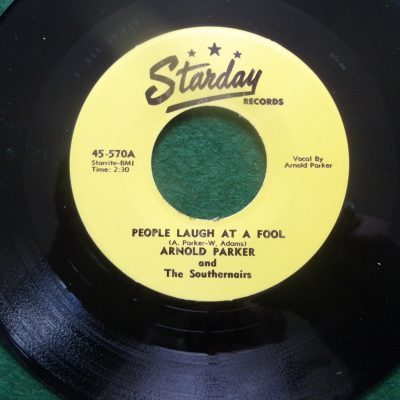 Starday
RECORDS
45-570A
Starrite-BMI
Time: 2:30
Vocal By
Arnold Parker
PEOPLE LAUGH AT A FOOL
(A. Parker-W. Adams)
ARNOLD PARKER
and
The Southernairs